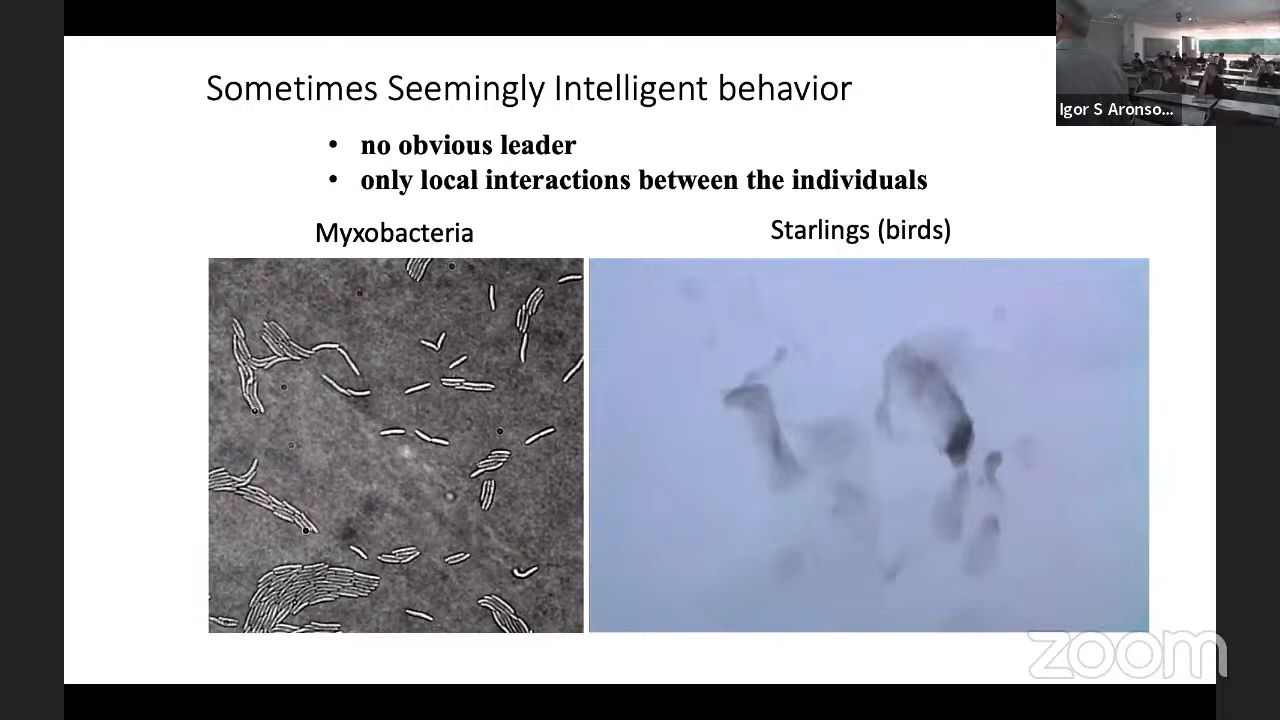 Sometimes Seemingly Intelligent behavior
• no obvious leader
• only local interactions between the individuals
Myxobacteria
Starlings (birds)
Igor S Aronso...
zoom